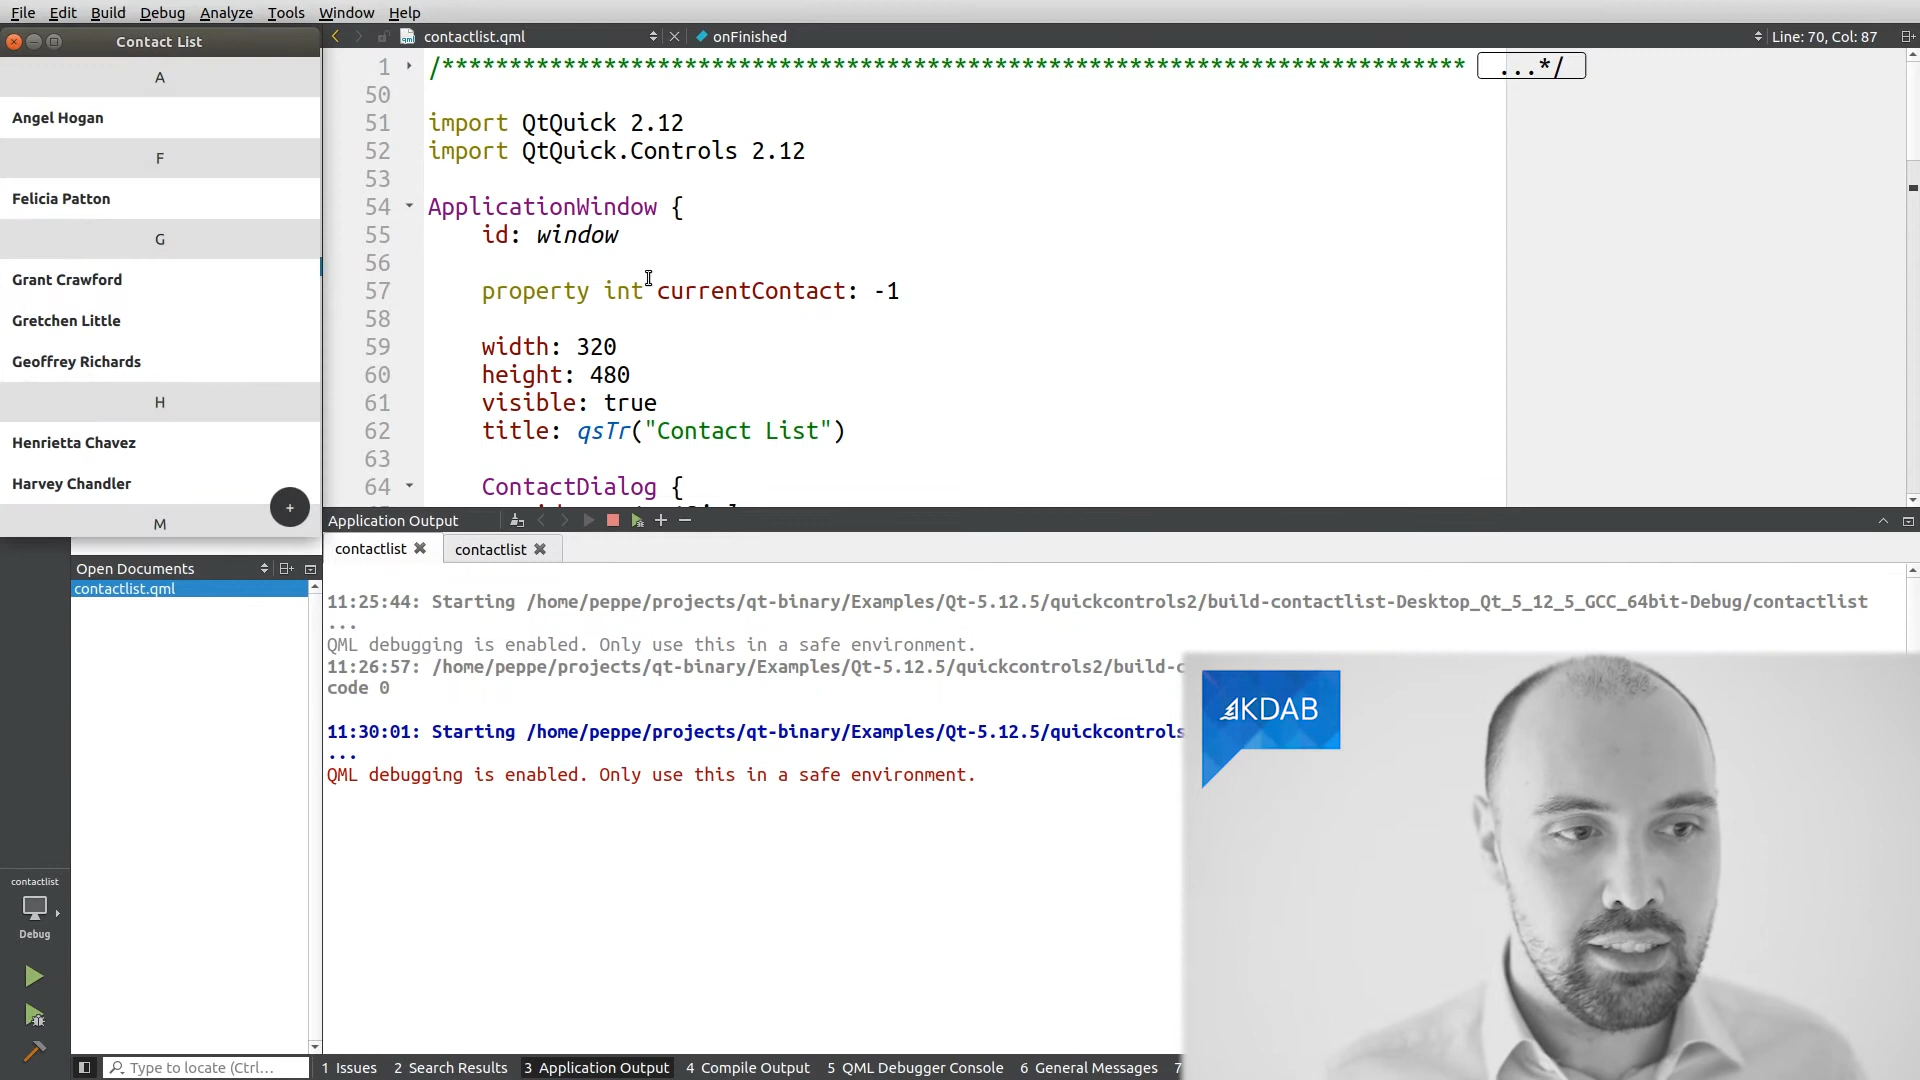 File Edit Build Debug Analyze Tools Window Help
Contact List
contactlist.qml
onFinished
Line: 70, Col: 87
A
Angel Hogan
F
Felicia Patton
G
Grant Crawford
Gretchen Little
Geoffrey Richards
H
Henrietta Chavez
Harvey Chandler
+
M
1 /**************************************************************************** ...*/
50
51 import QtQuick 2.12
52 import QtQuick.Controls 2.12
53
54 ApplicationWindow {
55 id: window
56
57 property int currentContact: -1
58
59 width: 320
60 height: 480
61 visible: true
62 title: qsTr("Contact List")
63
64 ContactDialog {
Application Output
contactlist contactlist
Open Documents
contactlist.qml
11:25:44: Starting /home/peppe/projects/qt-binary/Examples/Qt-5.12.5/quickcontrols2/build-contactlist-Desktop_Qt_5_12_5_GCC_64bit-Debug/contactlist
...
QML debugging is enabled. Only use this in a safe environment.
11:26:57: /home/peppe/projects/qt-binary/Examples/Qt-5.12.5/quickcontrols2/build-c
code 0
11:30:01: Starting /home/peppe/projects/qt-binary/Examples/Qt-5.12.5/quickcontrols
...
QML debugging is enabled. Only use this in a safe environment.
KDAB
contactlist
Debug
Type to locate (Ctrl...
1 Issues 2 Search Results 3 Application Output 4 Compile Output 5 QML Debugger Console 6 General Messages 7